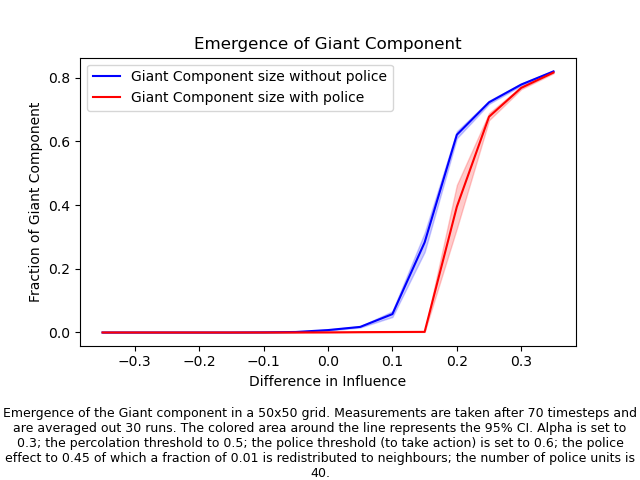 Emergence of Giant Component
Giant Component size without police
Giant Component size with police
Fraction of Giant Component
0.8
0.6
0.4
0.2
0.0
−0.3 −0.2 −0.1 0.0 0.1 0.2 0.3
Difference in Influence
Emergence of the Giant component in a 50x50 grid. Measurements are taken after 70 timesteps and
are averaged out 30 runs. The colored area around the line represents the 95% CI. Alpha is set to
0.3; the percolation threshold to 0.5; the police threshold (to take action) is set to 0.6; the police
effect to 0.45 of which a fraction of 0.01 is redistributed to neighbours; the number of police units is
40.